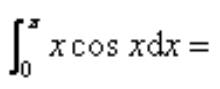 ∫₀^π x cos xdx =